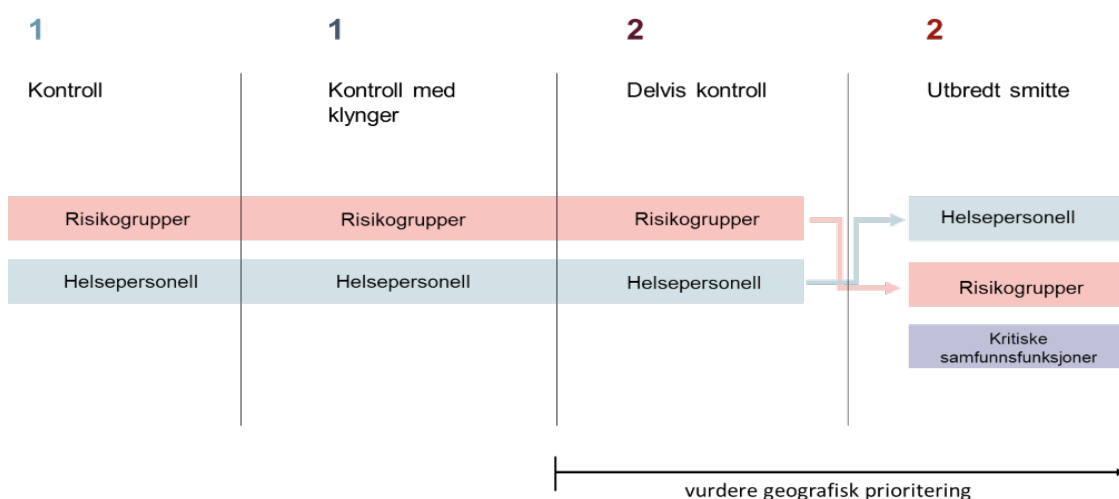 1
Kontroll
1
Kontroll med
klynger
2
Delvis kontroll
2
Utbredt smitte
Risikogrupper
Risikogrupper
Risikogrupper
Helsepersonell
Helsepersonell
Helsepersonell
Helsepersonell
Risikogrupper
Kritiske
samfunnsfunksjoner
vurdere geografisk prioritering